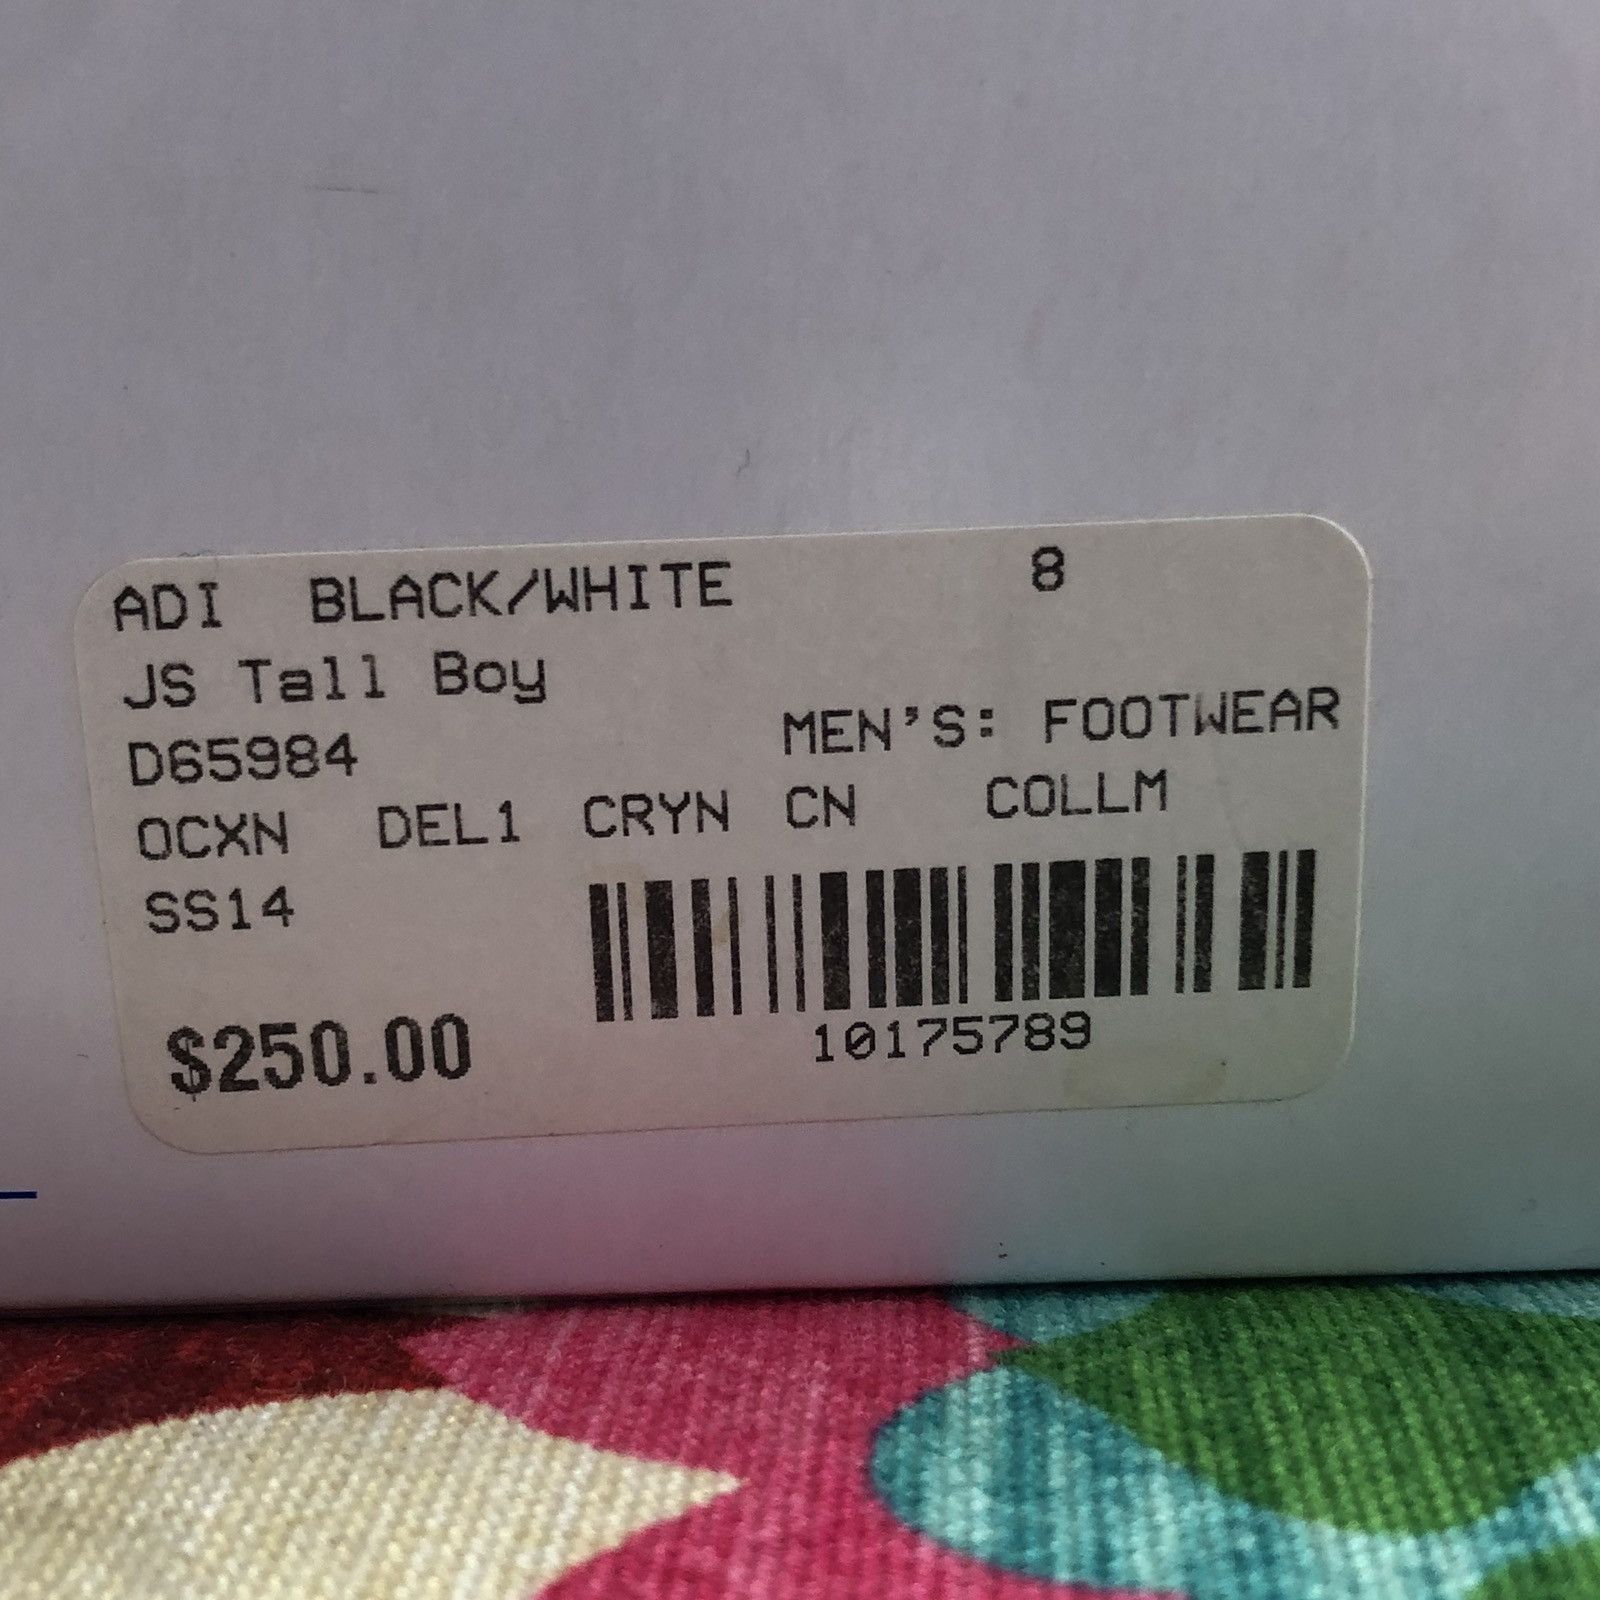 ADI BLACK/WHITE 8
JS Tall Boy
D65984 MEN'S: FOOTWEAR
OCXN DEL1 CRYN CN COLLM
SS14
$250.00
10175789